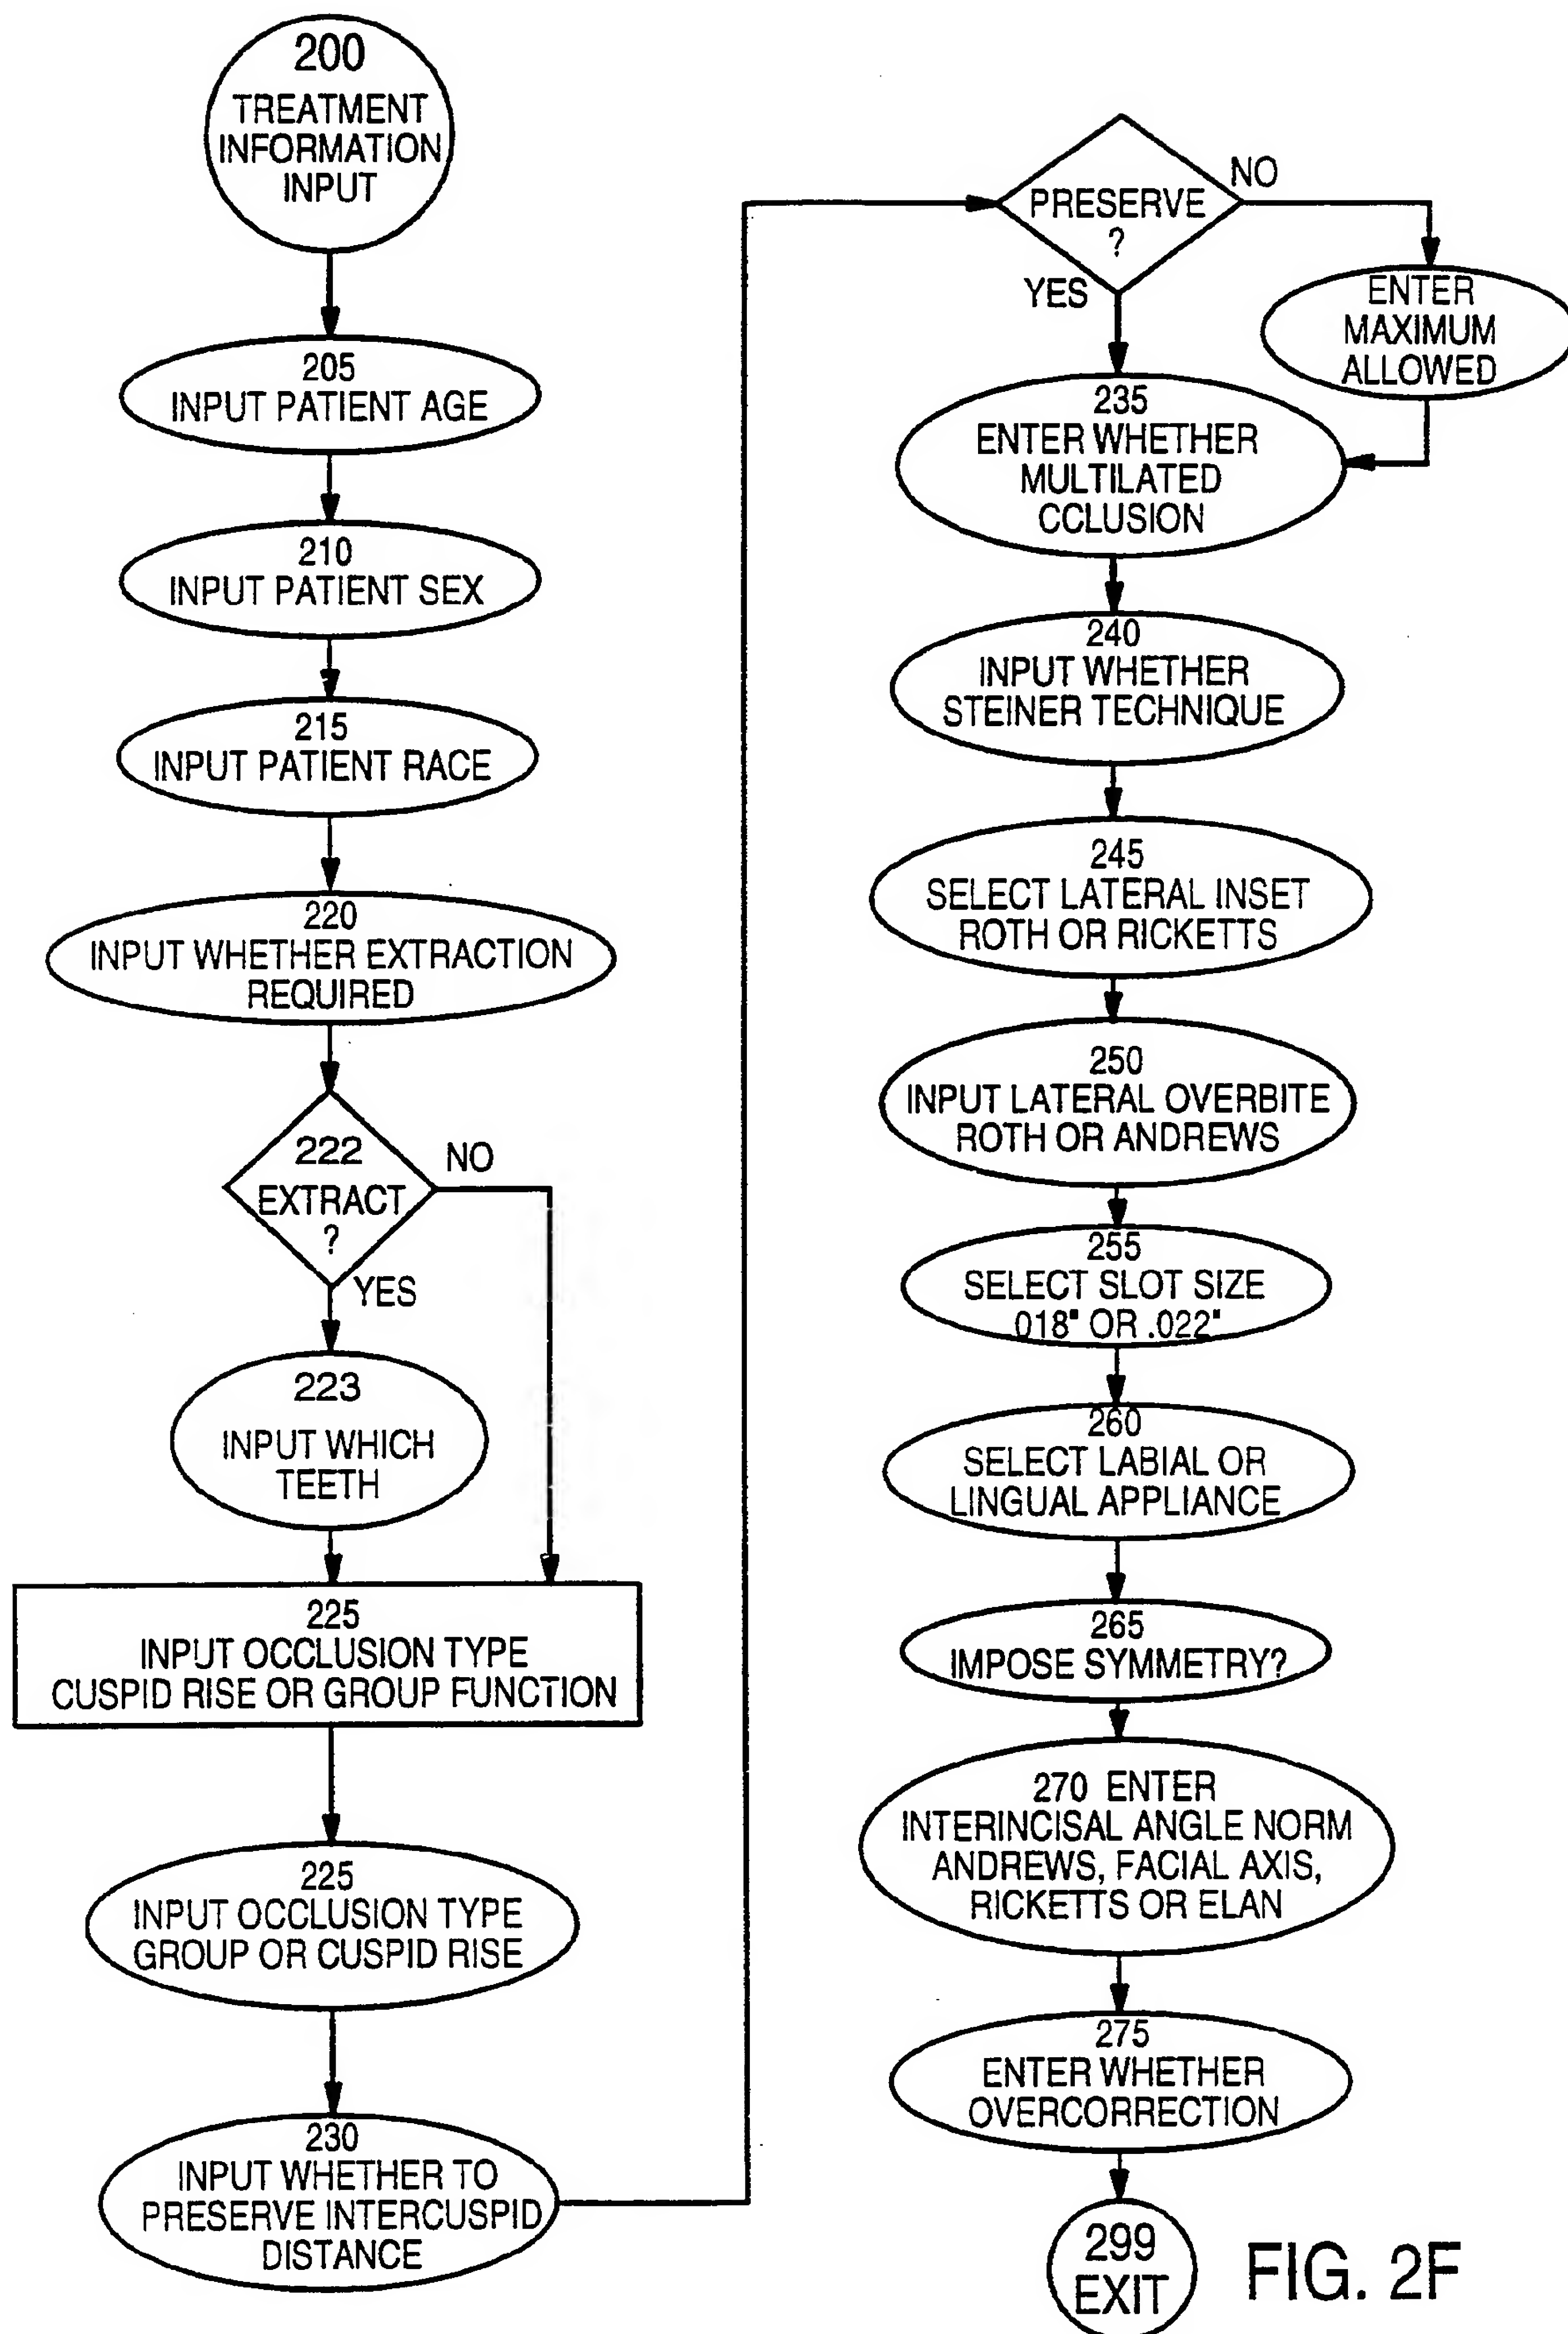 200
TREATMENT
INFORMATION
INPUT
205
INPUT PATIENT AGE
210
INPUT PATIENT SEX
215
INPUT PATIENT RACE
220
INPUT WHETHER EXTRACTION
REQUIRED
222
EXTRACT
?
NO
YES
223
INPUT WHICH
TEETH
225
INPUT OCCLUSION TYPE
CUSPID RISE OR GROUP FUNCTION
225
INPUT OCCLUSION TYPE
GROUP OR CUSPID RISE
230
INPUT WHETHER TO
PRESERVE INTERCUSPID
DISTANCE
PRESERVE
?
NO
YES
ENTER
MAXIMUM
ALLOWED
235
ENTER WHETHER
MULTILATED
CCLUSION
240
INPUT WHETHER
STEINER TECHNIQUE
245
SELECT LATERAL INSET
ROTH OR RICKETTS
250
INPUT LATERAL OVERBITE
ROTH OR ANDREWS
255
SELECT SLOT SIZE
018" OR .022"
260
SELECT LABIAL OR
LINGUAL APPLIANCE
265
IMPOSE SYMMETRY?
270 ENTER
INTERINCISAL ANGLE NORM
ANDREWS, FACIAL AXIS,
RICKETTS OR ELAN
275
ENTER WHETHER
OVERCORRECTION
299
EXIT
FIG. 2F